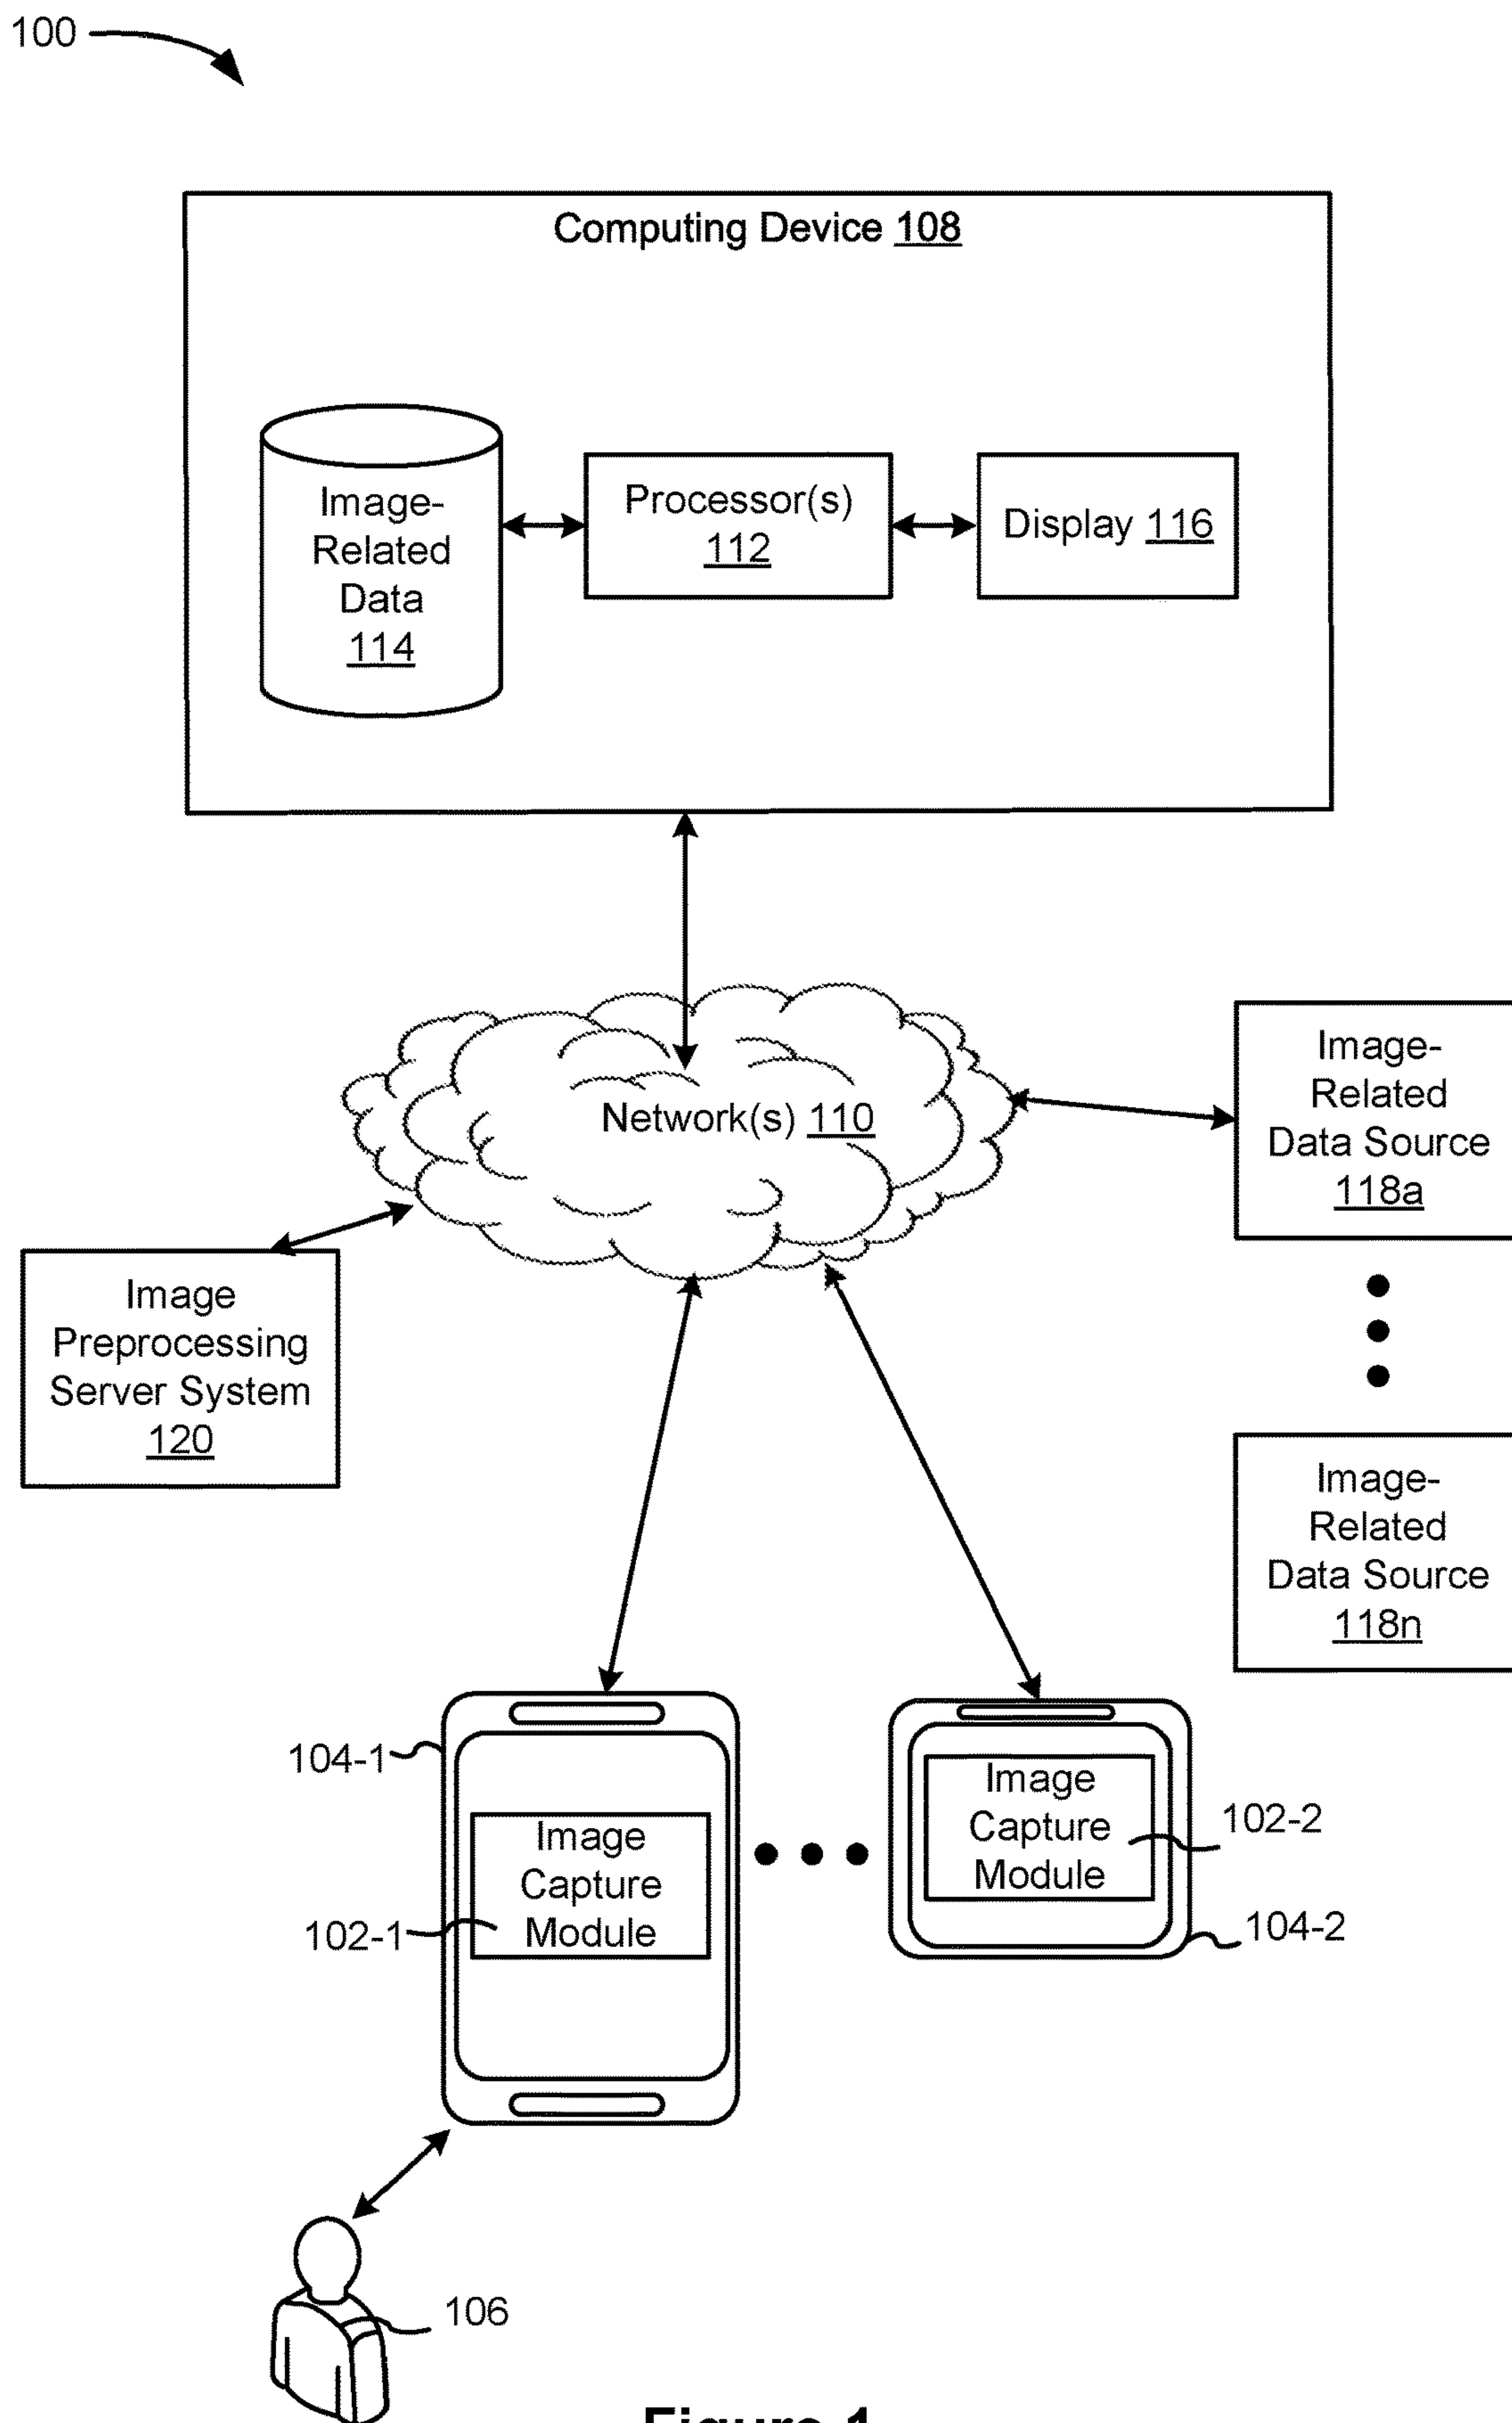 100
Computing Device 108
Image-
Related
Data
114
Processor(s)
112
Display 116
Network(s) 110
Image-
Related
Data Source
118a
Image
Preprocessing
Server System
120
Image-
Related
Data Source
118n
104-1
Image
Capture
Module
102-1
Image
Capture
Module
102-2
104-2
106
Figure 1